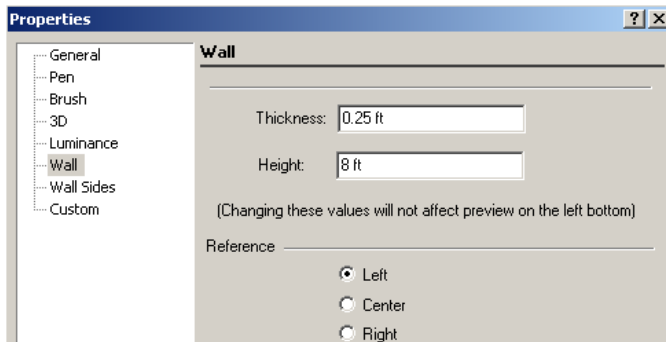 Properties
General
Pen
Brush
3D
Luminance
Wall
Wall Sides
Custom
Wall
Thickness: 0.25 ft
Height: 8 ft
(Changing these values will not affect preview on the left bottom)
Reference
Left
Center
Right